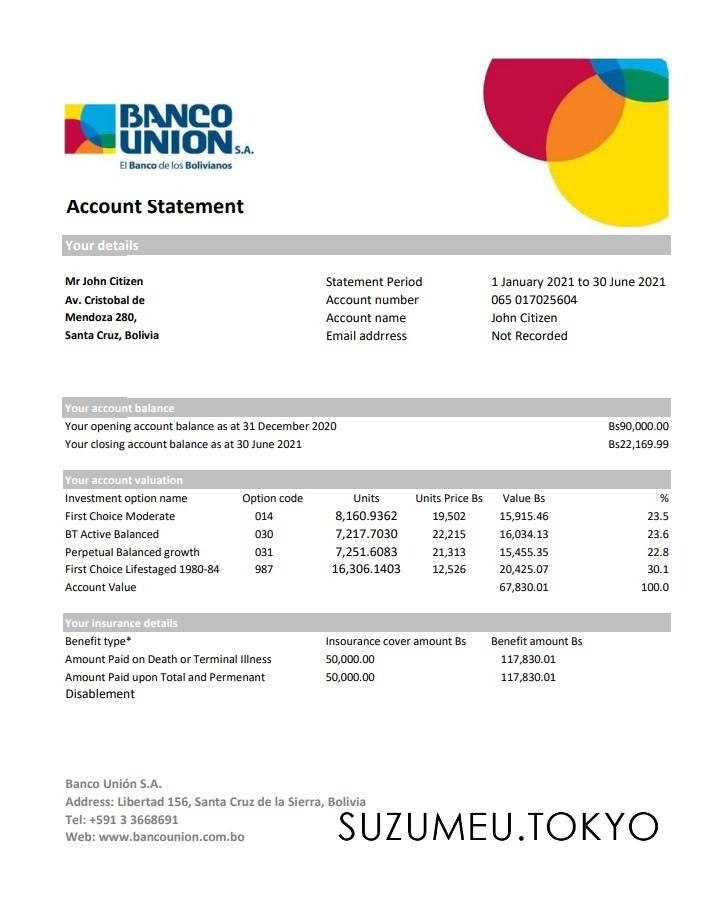 BANCO
UNION S.A.
El Banco de los Bolivianos
Account Statement
Your details
Mr John Citizen Statement Period 1 January 2021 to 30 June 2021
Av. Cristobal de Account number 065 017025604
Mendoza 280, Account name John Citizen
Santa Cruz, Bolivia Email adrress Not Recorded
Your account balance
Your opening account balance as at 31 December 2020 Bs90,000.00
Your closing account balance as at 30 June 2021 Bs22,169.99
Your account valuation
Investment option name Option code Units Units Price Bs Value Bs %
First Choice Moderate 014 8,160.9362 19,502 15,915.46 23.5
BT Active Balanced 030 7,217.7030 22,215 16,034.13 23.6
Perpetual Balanced growth 031 7,251.6083 21,313 15,455.35 22.8
First Choice Lifestaged 1980-84 987 16,306.1403 12,526 20,425.07 30.1
Account Value 67,830.01 100.0
Your insurance details
Benefit type* Insourance cover amount Bs Benefit amount Bs
Amount Paid on Death or Terminal Illness 50,000.00 117,830.01
Amount Paid upon Total and Permenant 50,000.00 117,830.01
Disablement
Banco Unión S.A.
Address: Libertad 156, Santa Cruz de la Sierra, Bolivia
Tel: +591 3 3668691
Web: www.bancounion.com.bo
SUZUMEU.TOKYO